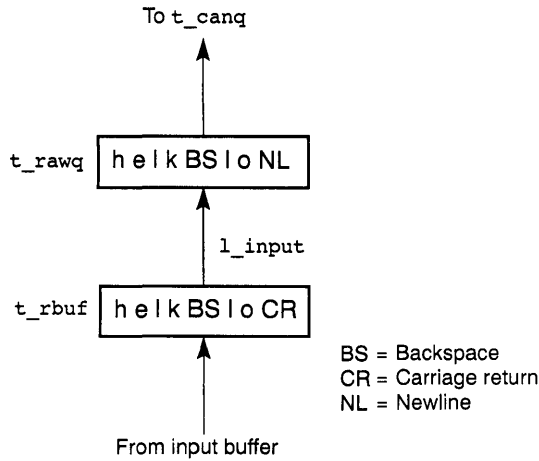 To t_canq
t_rawq
h e l k BS l o NL
l_input
t_rbuf
h e l k BS l o CR
BS = Backspace
CR = Carriage return
NL = Newline
From input buffer